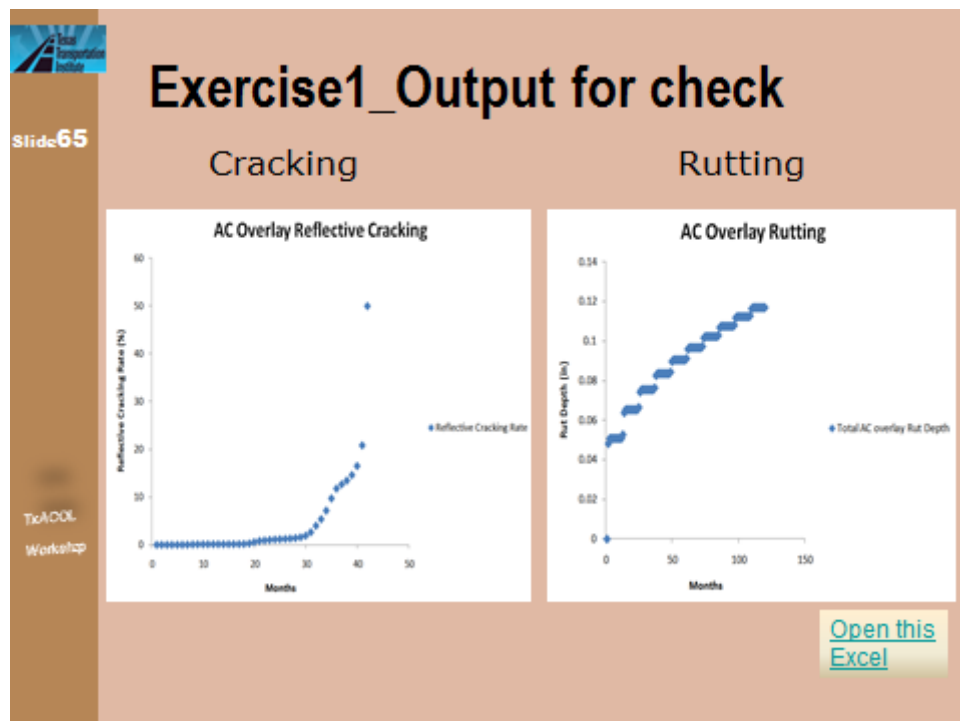 Texas
Transportation
Institute
Exercise1_Output for check
Slide65
Cracking
Rutting
AC Overlay Reflective Cracking
60
50
40
30
20
10
0
Reflective Cracking Rate (%)
0 10 20 30 40 50
Months
Reflective Cracking Rate
AC Overlay Rutting
0.14
0.12
0.1
0.08
0.06
0.04
0.02
0
Rut Depth (in)
0 50 100 150
Months
Total AC overlay Rut Depth
TxACOL
Workshop
Open this
Excel